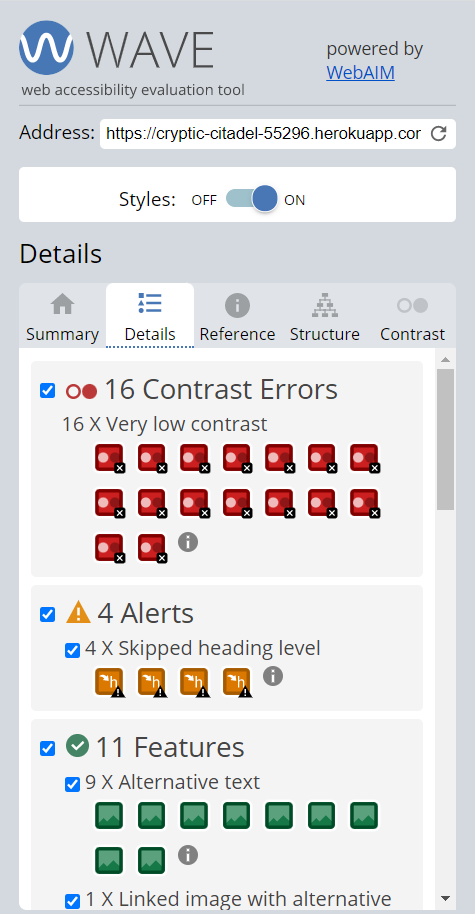 WAVE
web accessibility evaluation tool
powered by
WebAIM
Address: https://cryptic-citadel-55296.herokuapp.cor
Styles: OFF ON
Details
Summary Details Reference Structure Contrast
16 Contrast Errors
16 X Very low contrast
4 Alerts
4 X Skipped heading level
11 Features
9 X Alternative text
1 X Linked image with alternative